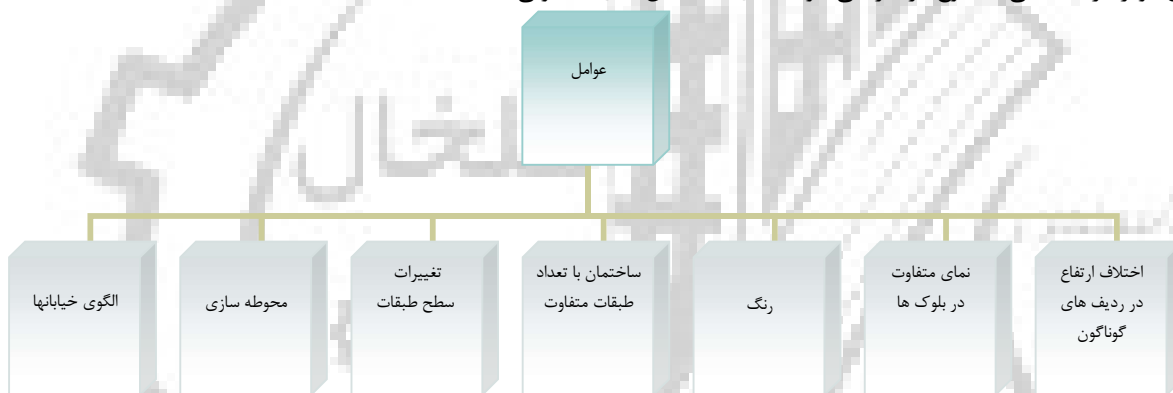 عوامل
اختلاف ارتفاع
در ردیف های
گوناگون
نمای متفاوت
در بلوک ها
رنگ
ساختمان با تعداد
طبقات متفاوت
تغییرات
سطح طبقات
محوطه سازی
الگوی خیابانها